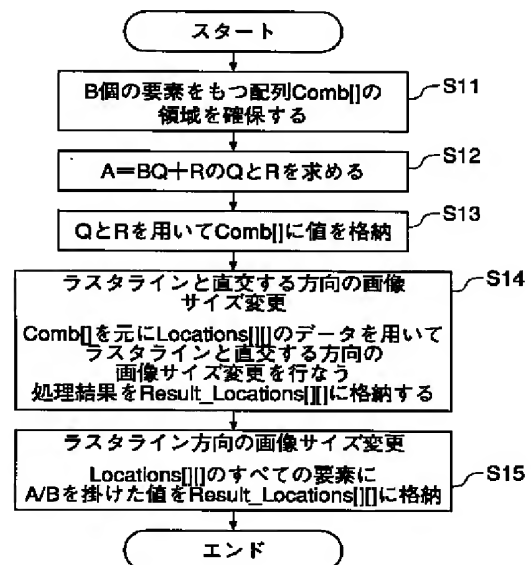 スタート
B個の要素をもつ配列Comb[]の
領域を確保する
S11
A=BQ+RのQとRを求める
S12
QとRを用いてComb[]に値を格納
S13
ラスタラインと直交する方向の画像
サイズ変更
Comb[]を元にLocations[][]のデータを用いて
ラスタラインと直交する方向の
画像サイズ変更を行なう
処理結果をResult_Locations[][]に格納する
S14
ラスタライン方向の画像サイズ変更
Locations[][]のすべての要素に
A/Bを掛けた値をResult_Locations[][]に格納
S15
エンド